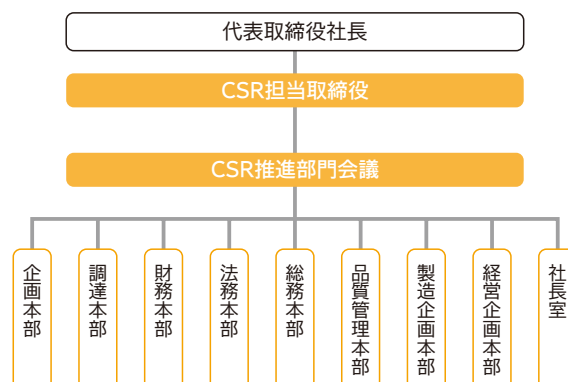 代表取締役社長
CSR担当取締役
CSR推進部門会議
企画本部
調達本部
財務本部
法務本部
総務本部
品質管理本部
製造企画本部
経営企画本部
社長室